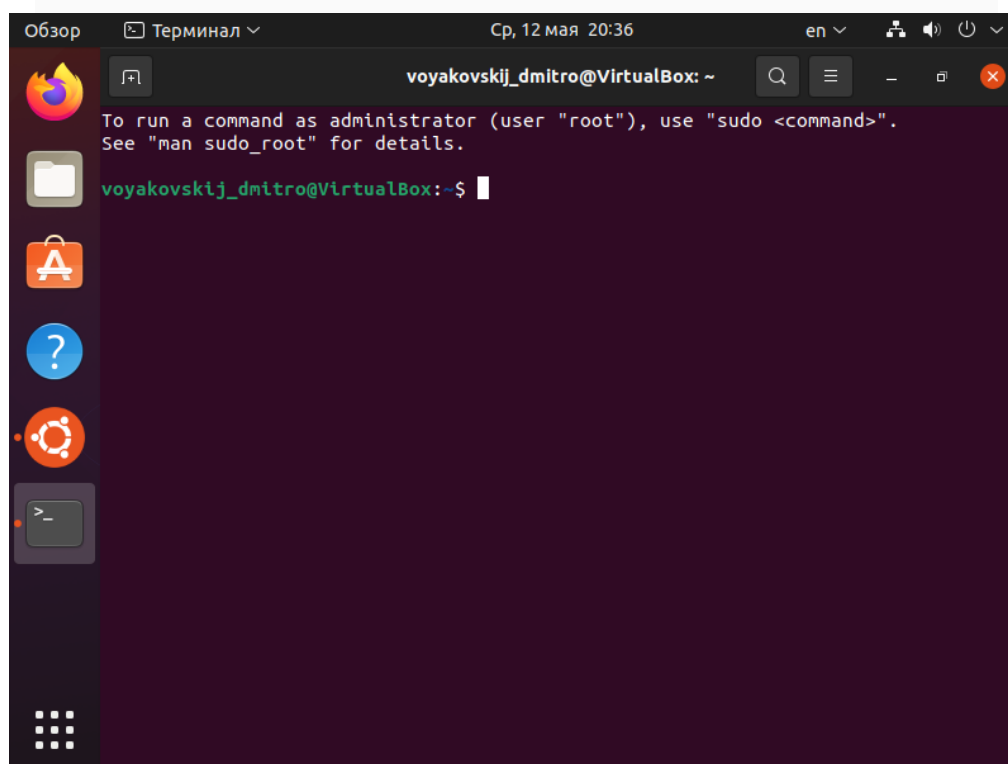 Обзор
Терминал
Ср, 12 мая 20:36
en
voyakovskij_dmitro@VirtualBox: ~
To run a command as administrator (user "root"), use "sudo <command>".
See "man sudo_root" for details.
voyakovskij_dmitro@VirtualBox:~$